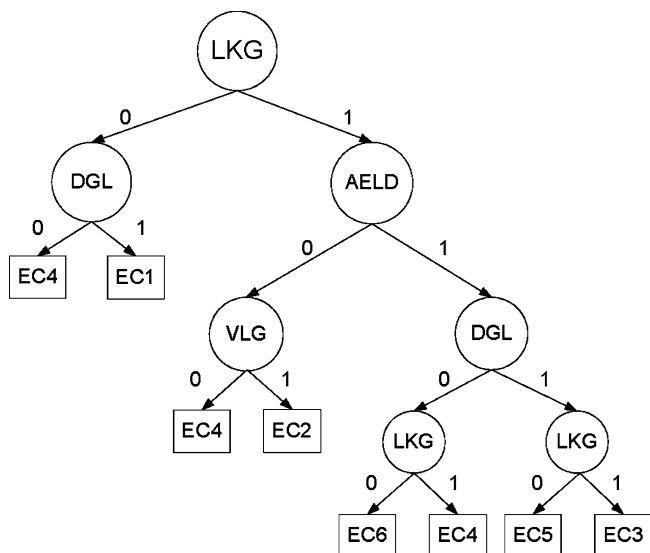 LKG
0 1
DGL AELD
0 1 0 1
EC4 EC1
VLG DGL
0 1 0 1
EC4 EC2 LKG LKG
0 1 0 1
EC6 EC4 EC5 EC3